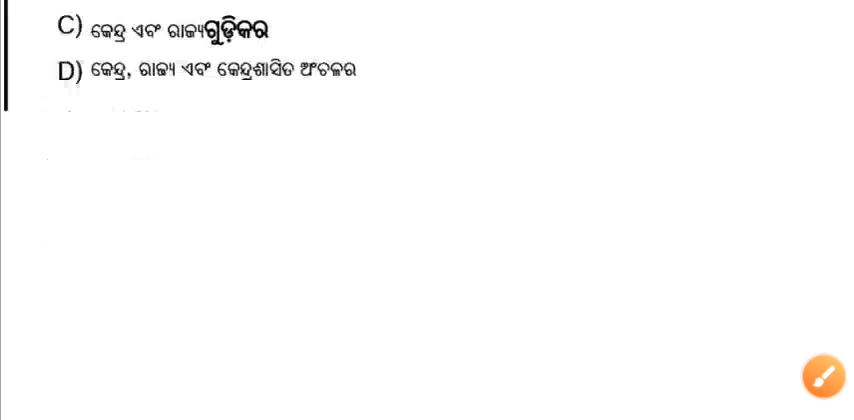 C) କେନ୍ଦ୍ର ଏବଂ ରାଜ୍ୟଗୁଡ଼ିକର
D) କେନ୍ଦ୍ର, ରାଜ୍ୟ ଏବଂ କେନ୍ଦ୍ରଶାସିତ ଅଂଚଳର